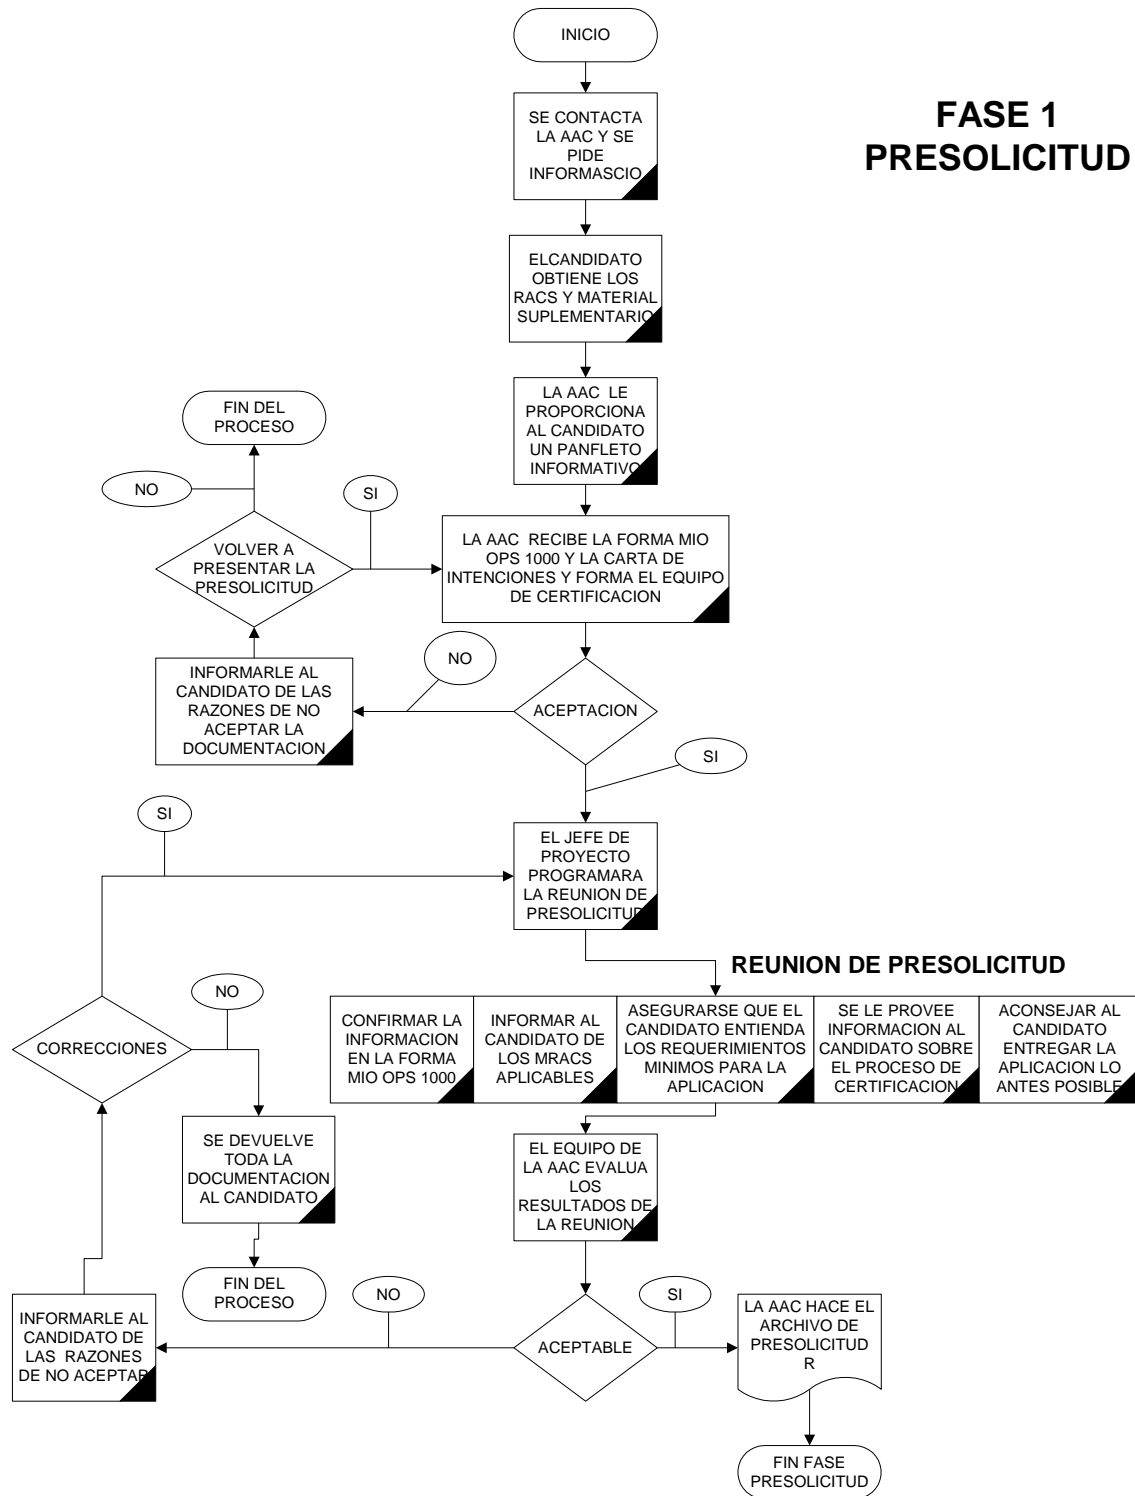 INICIO
FASE 1
PRESOLICITUD
SE CONTACTA
LA AAC Y SE
PIDE
INFORMASCIO
ELCANDIDATO
OBTIENE LOS
RACS Y MATERIAL
SUPLEMENTARIO
LA AAC LE
PROPORCIONA
AL CANDIDATO
UN PANFLETO
INFORMATIVO
FIN DEL
PROCESO
NO
SI
VOLVER A
PRESENTAR LA
PRESOLICITUD
LA AAC RECIBE LA FORMA MIO
OPS 1000 Y LA CARTA DE
INTENCIONES Y FORMA EL EQUIPO
DE CERTIFICACION
NO
INFORMARLE AL
CANDIDATO DE LAS
RAZONES DE NO
ACEPTAR LA
DOCUMENTACION
ACEPTACION
SI
SI
EL JEFE DE
PROYECTO
PROGRAMARA
LA REUNION DE
PRESOLICITUD
REUNION DE PRESOLICITUD
NO
CORRECCIONES
CONFIRMAR LA
INFORMACION
EN LA FORMA
MIO OPS 1000
INFORMAR AL
CANDIDATO DE
LOS MRACS
APLICABLES
ASEGURARSE QUE EL
CANDIDATO ENTIENDA
LOS REQUERIMIENTOS
MINIMOS PARA LA
APLICACION
SE LE PROVEE
INFORMACION AL
CANDIDATO SOBRE
EL PROCESO DE
CERTIFICACION
ACONSEJAR AL
CANDIDATO
ENTREGAR LA
APLICACION LO
ANTES POSIBLE
SE DEVUELVE
TODA LA
DOCUMENTACION
AL CANDIDATO
EL EQUIPO DE
LA AAC EVALUA
LOS
RESULTADOS DE
LA REUNION
FIN DEL
PROCESO
NO
SI
INFORMARLE AL
CANDIDATO DE
LAS RAZONES
DE NO ACEPTAR
ACEPTABLE
LA AAC HACE EL
ARCHIVO DE
PRESOLICITUD
R
FIN FASE
PRESOLICITUD